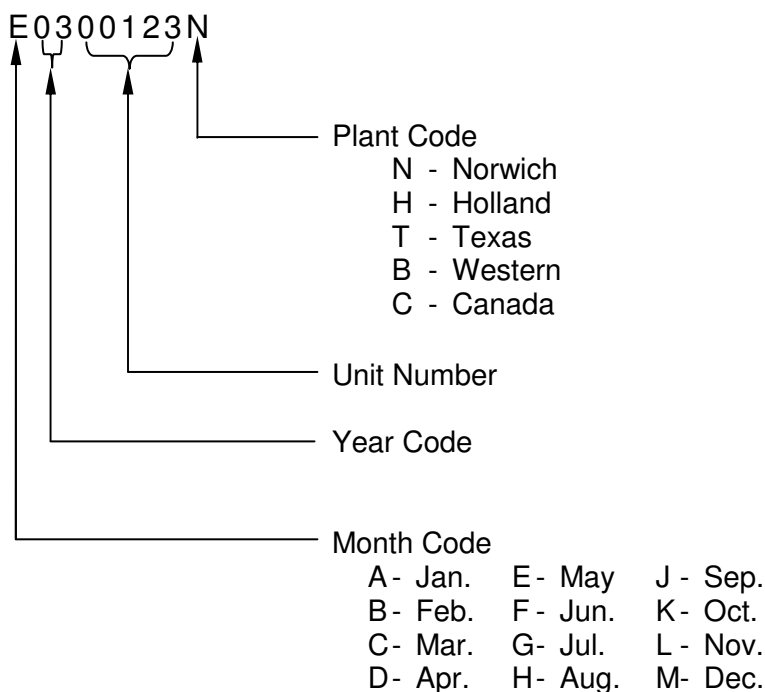 E0300123N
Plant Code
N - Norwich
H - Holland
T - Texas
B - Western
C - Canada
Unit Number
Year Code
Month Code
A - Jan. E - May J - Sep.
B - Feb. F - Jun. K - Oct.
C - Mar. G - Jul. L - Nov.
D - Apr. H - Aug. M - Dec.